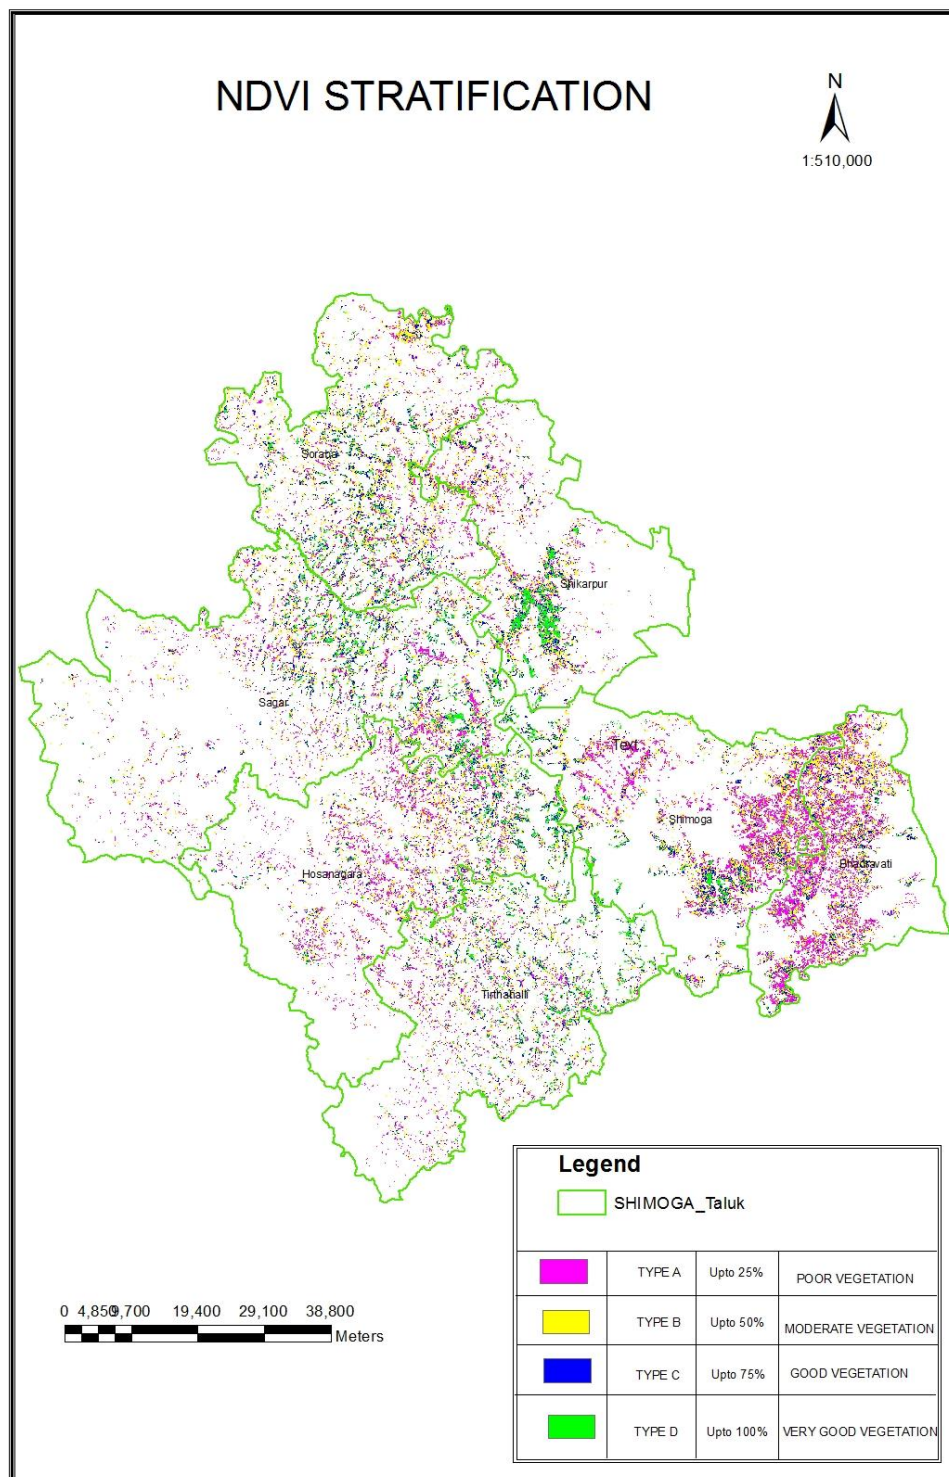 NDVI STRATIFICATION
N
1:510,000
Soraba
Shikarpur
Sagar
Text
Shimoga
Bhadravati
Hosanagara
Tirthahalli
Legend
SHIMOGA_Taluk
TYPE A Upto 25% POOR VEGETATION
TYPE B Upto 50% MODERATE VEGETATION
TYPE C Upto 75% GOOD VEGETATION
TYPE D Upto 100% VERY GOOD VEGETATION
0 4,850 9,700 19,400 29,100 38,800
Meters